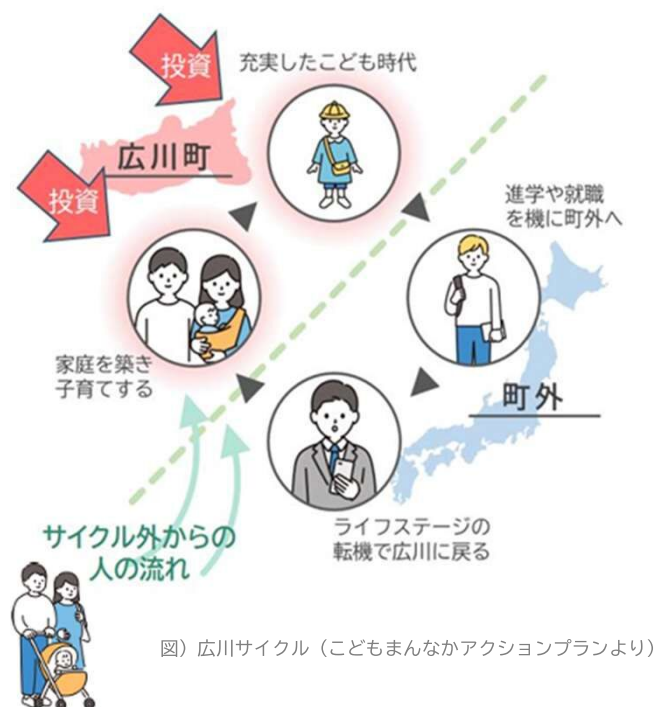 投資
充実したこども時代
広川町
投資
進学や就職
を機に町外へ
家庭を築き
子育てする
町外
ライフステージの
転機で広川に戻る
サイクル外からの
人の流れ
図）広川サイクル（こどもまんなかアクションプランより）